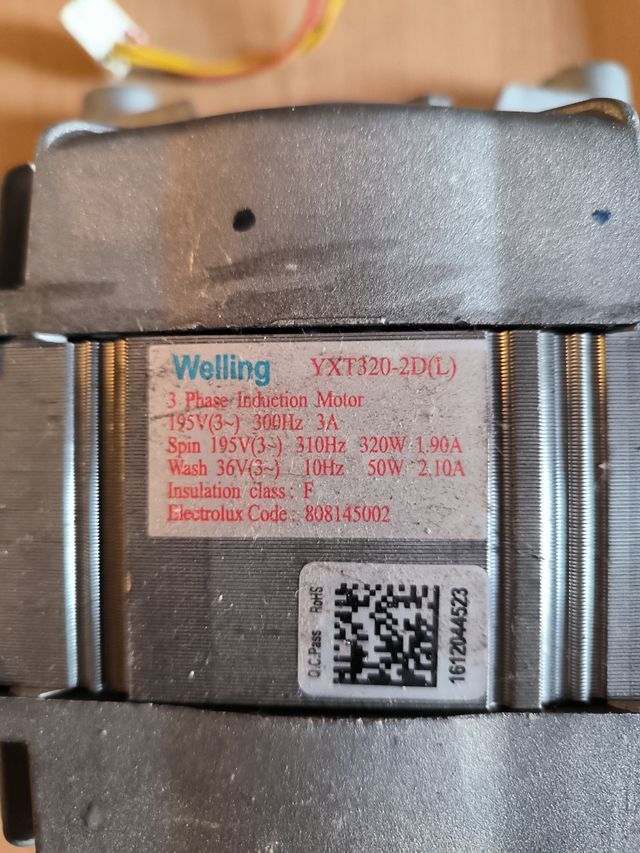 Welling YXT320-2D(L)
3 Phase Induction Motor
195V(3~) 300Hz 3A
Spin 195V(3~) 310Hz 320W 1.90A
Wash 36V(3~) 10Hz 50W 2.10A
Insulation class: F
Electrolux Code: 808145002
Q.C.Pass RoHS
1612044523